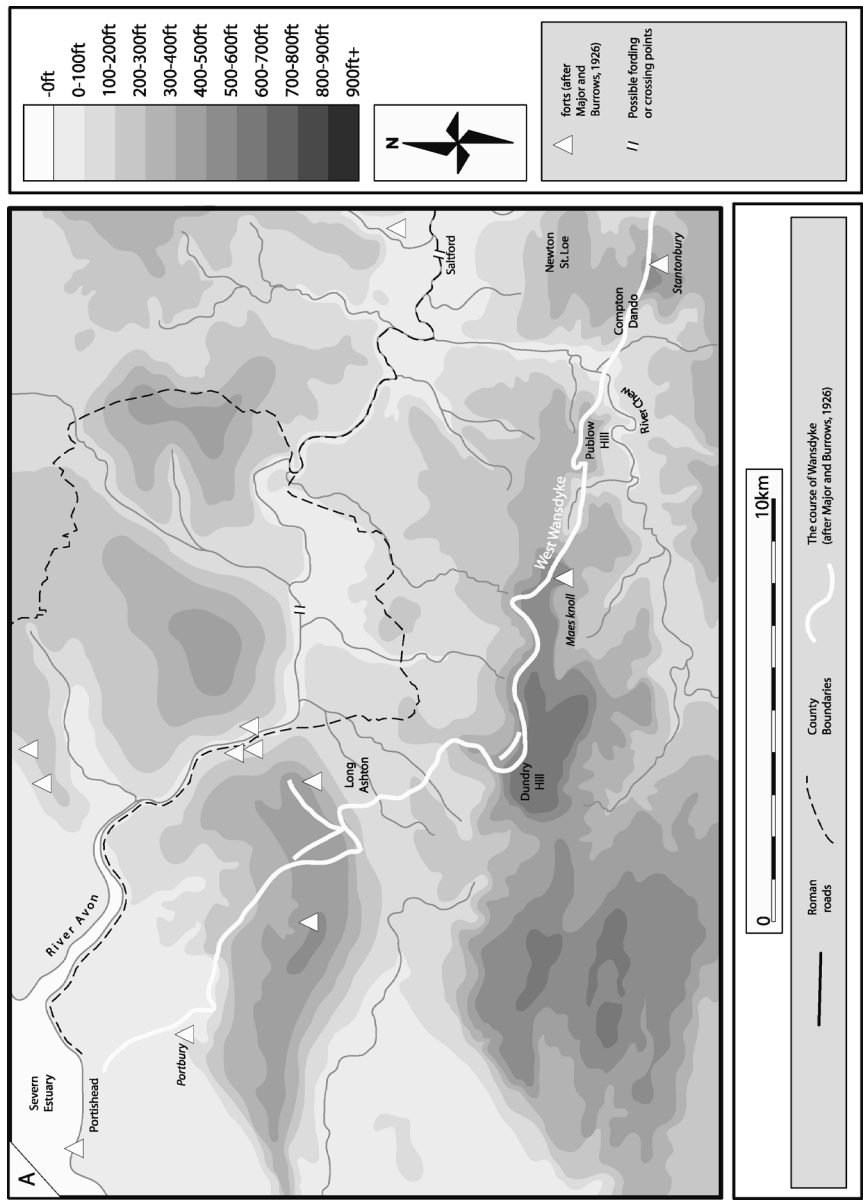 A
Severn
Estuary
Portishead
Portbury
River Avon
Long
Ashton
Dundry
Hill
Maes knoll
West Wansdyke
Publow
Hill
River Chew
Compton
Dando
Stantonbury
Newton
St. Loe
Saltford
-0ft
0-100ft
100-200ft
200-300ft
300-400ft
400-500ft
500-600ft
600-700ft
700-800ft
800-900ft
900ft+
N
forts (after
Major and
Burrows, 1926)
Possible fording
or crossing points
0
10km
Roman
roads
County
Boundaries
The course of Wansdyke
(after Major and Burrows, 1926)